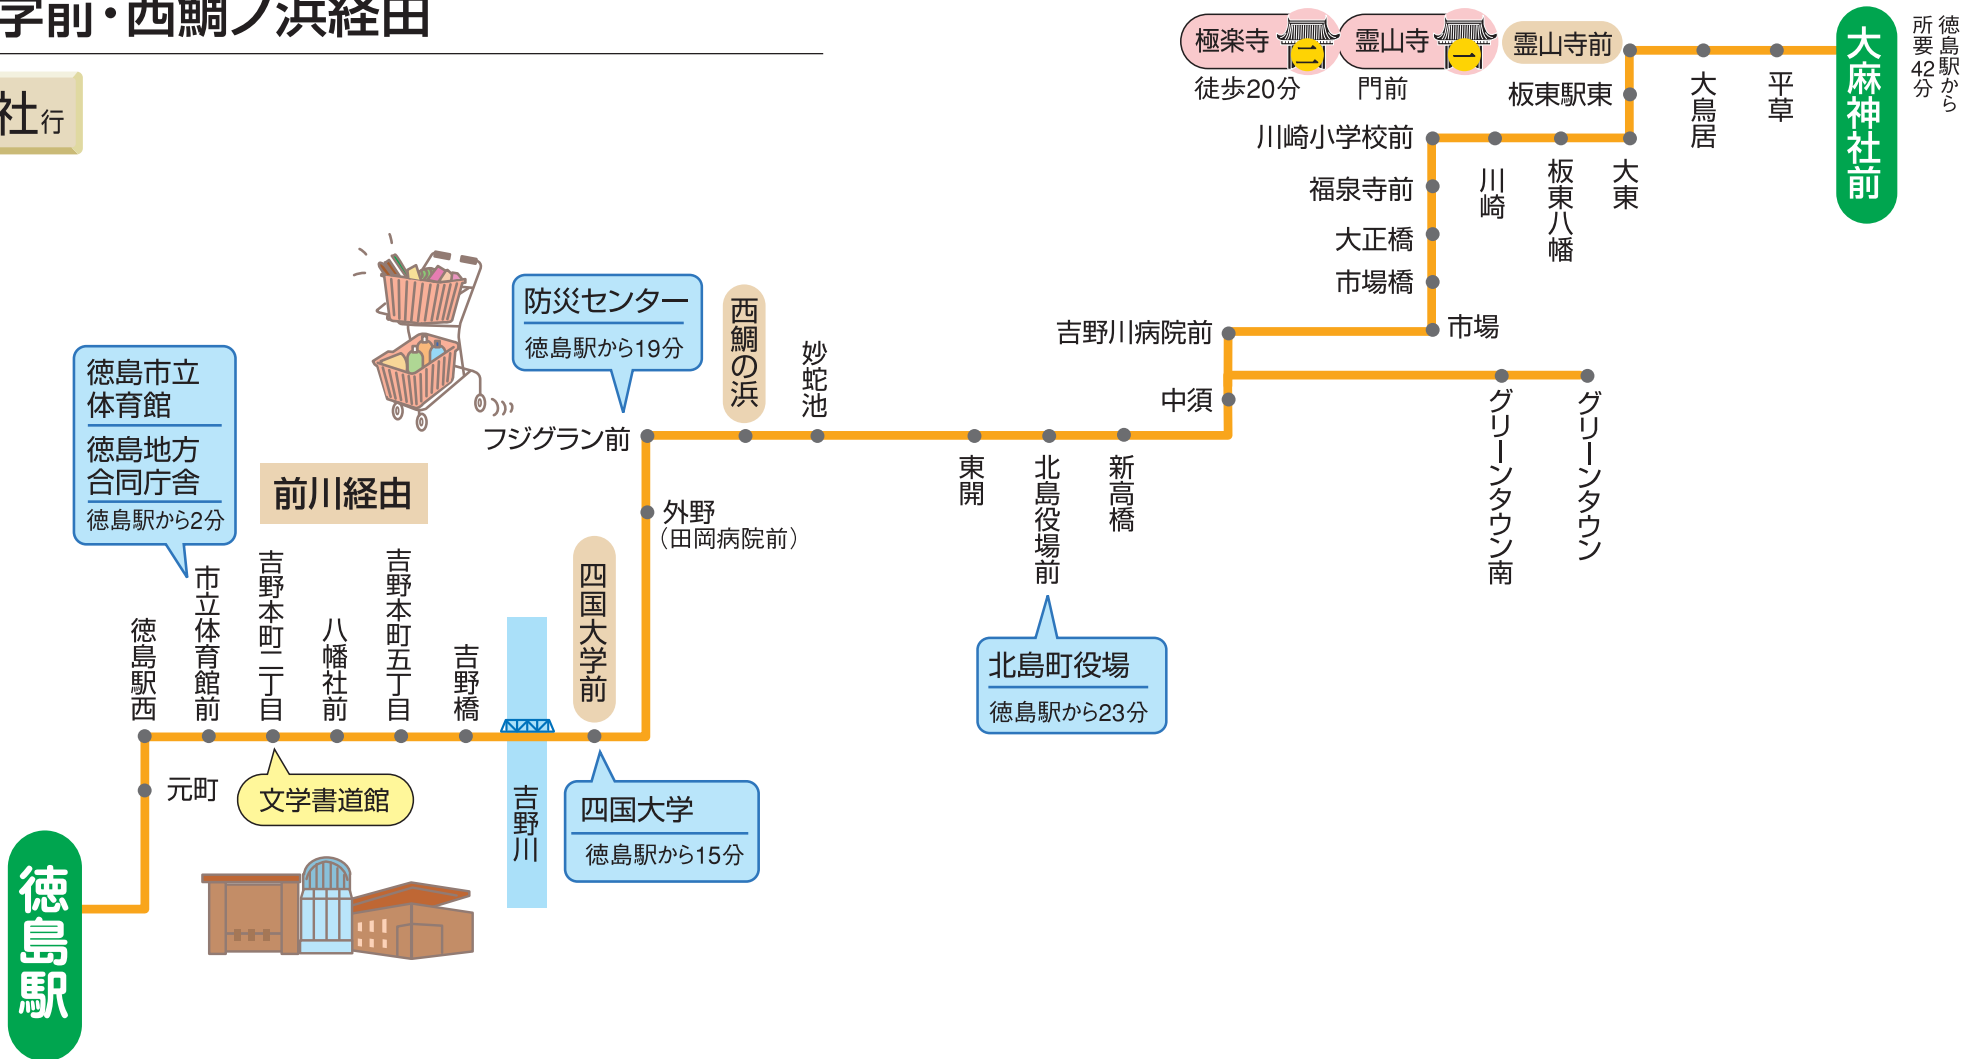 学前・西鯛ノ浜経由
社行
極楽寺
二
徒歩20分
霊山寺
一
門前
霊山寺前
大麻神社前
徳島駅から
所要42分
平草
大鳥居
板東駅東
大東
板東八幡
川崎
川崎小学校前
福泉寺前
大正橋
市場橋
市場
吉野川病院前
中須
グリーンタウン南
グリーンタウン
新高橋
北島役場前
東開
北島町役場
徳島駅から23分
妙蛇池
西鯛の浜
防災センター
徳島駅から19分
フジグラン前
外野
（田岡病院前）
四国大学前
四国大学
徳島駅から15分
吉野川
前川経由
徳島市立
体育館
徳島地方
合同庁舎
徳島駅から2分
徳島駅西
市立体育館前
吉野本町二丁目
八幡社前
吉野本町五丁目
吉野橋
文学書道館
元町
徳島駅